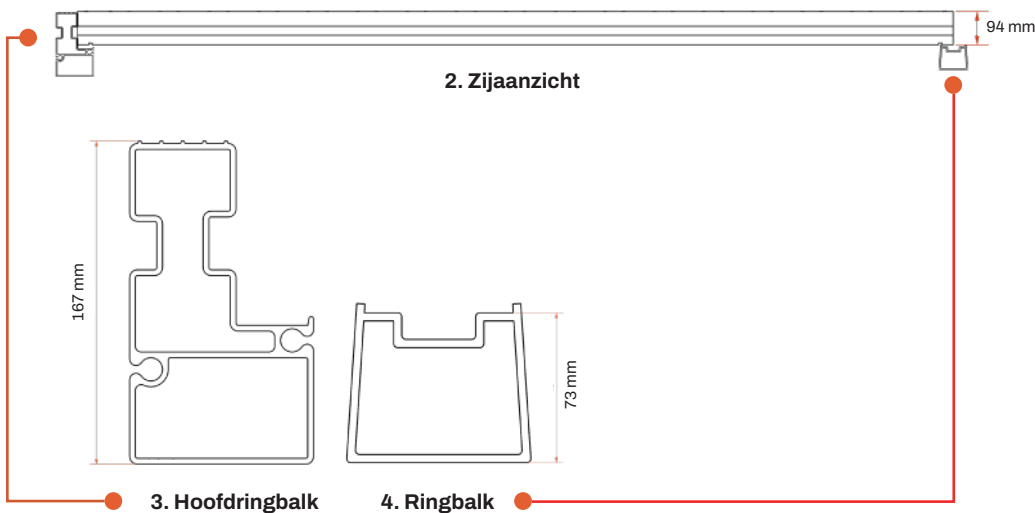 94 mm
2. Zijaanzicht
167 mm
73 mm
3. Hoofdringbalk
4. Ringbalk